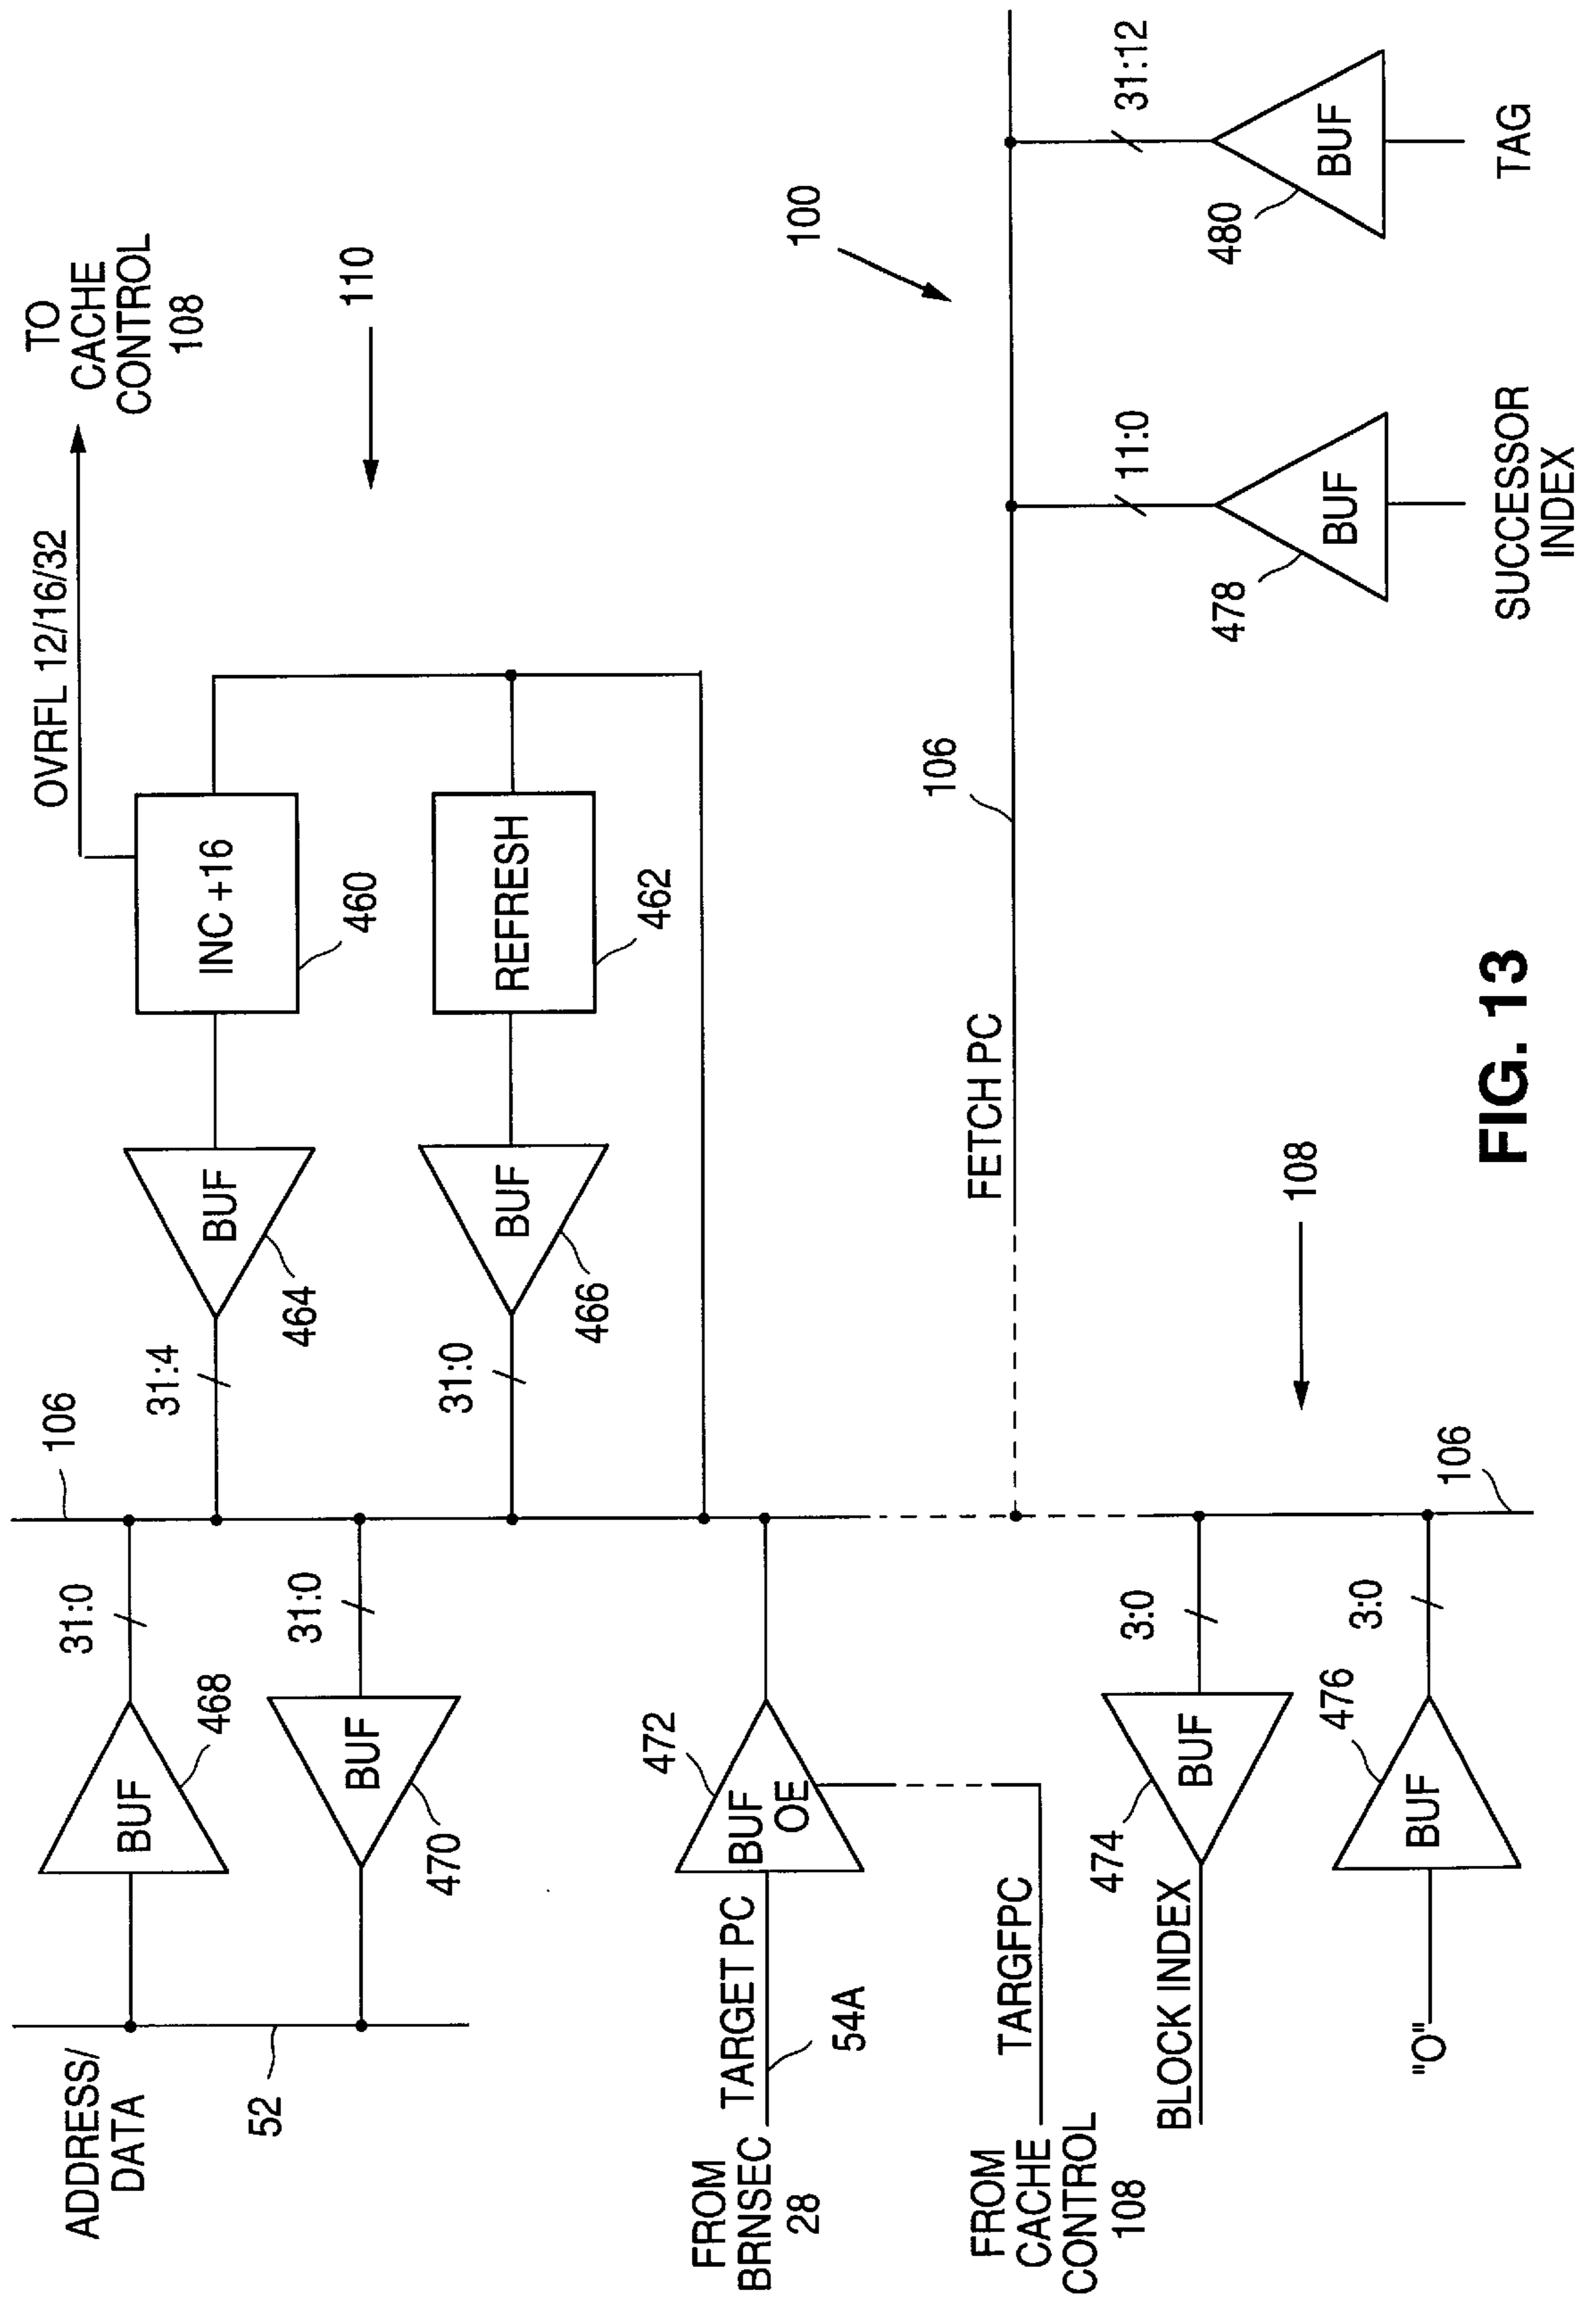 TO
CACHE
CONTROL
108
OVRFL 12/16/32
110
INC +16
460
REFRESH
462
BUF
464
31:4
BUF
466
31:0
106
ADDRESS/
DATA
52
BUF
468
31:0
BUF
470
31:0
FROM
BRNSEC
28
TARGET PC
54A
BUF
OE
472
FROM
CACHE
CONTROL
108
TARGFPC
FETCH PC
106
100
BLOCK INDEX
BUF
474
3:0
"O"
BUF
476
3:0
106
108
11:0
BUF
478
SUCCESSOR
INDEX
31:12
BUF
480
TAG
FIG. 13